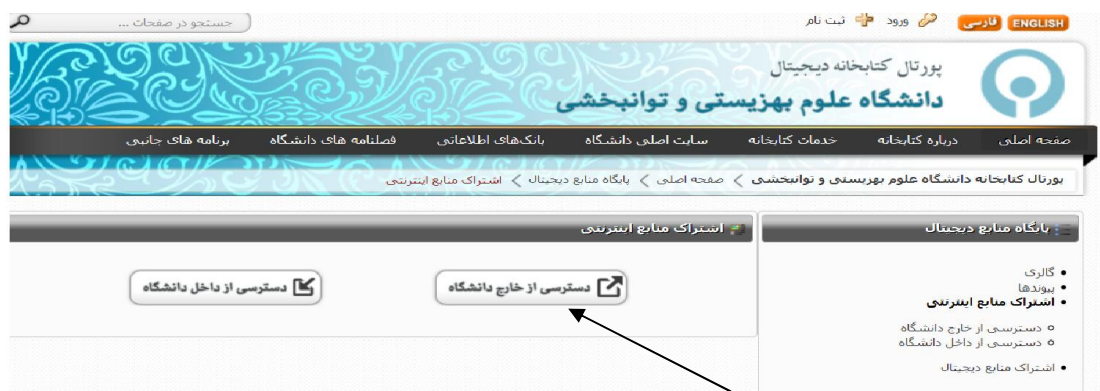 ENGLISH فارسی ورود ثبت نام جستجو در صفحات ...
پورتال کتابخانه دیجیتال
دانشگاه علوم بهزیستی و توانبخشی
صفحه اصلی درباره کتابخانه خدمات کتابخانه سایت اصلی دانشگاه بانک‌های اطلاعاتی فصلنامه های دانشگاه برنامه های جانبی
پورتال کتابخانه دانشگاه علوم بهزیستی و توانبخشی > صفحه اصلی > پایگاه منابع دیجیتال > اشتراک منابع اینترنتی
پایگاه منابع دیجیتال
گالری
پیوندها
اشتراک منابع اینترنتی
دسترسی از خارج دانشگاه
دسترسی از داخل دانشگاه
اشتراک منابع دیجیتال
اشتراک منابع اینترنتی
دسترسی از خارج دانشگاه دسترسی از داخل دانشگاه